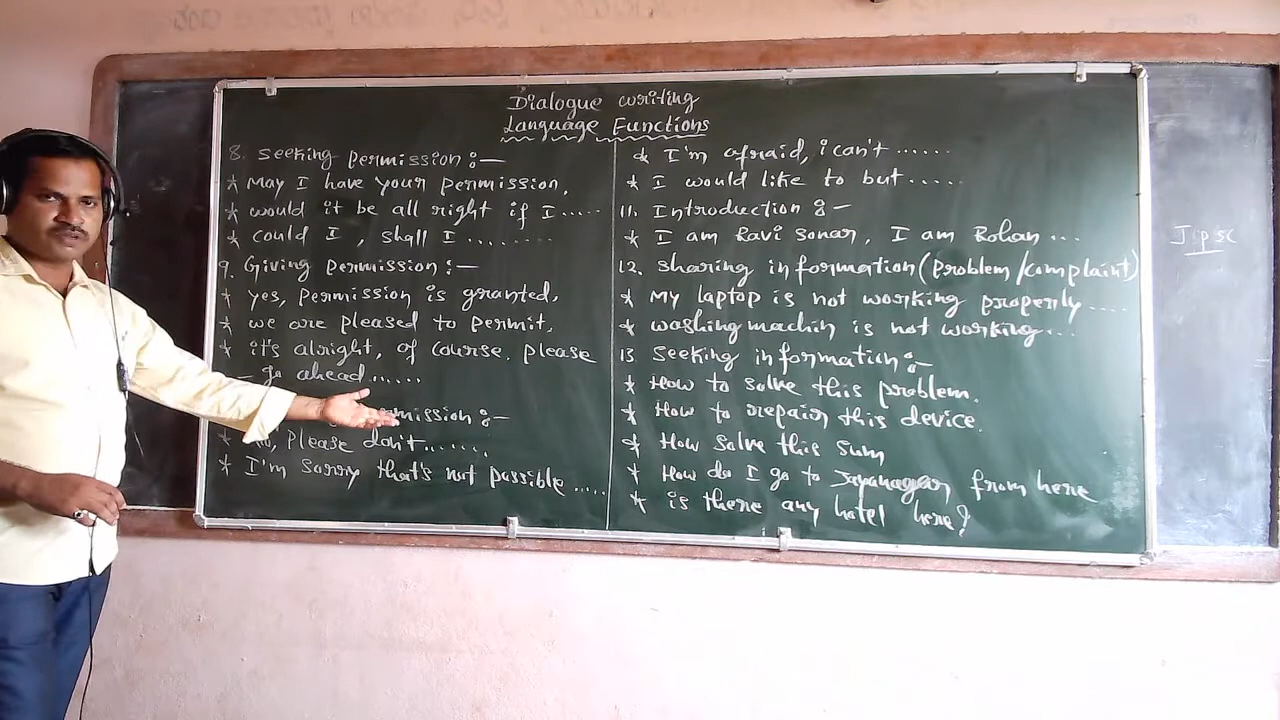 Dialogue writing
Language Functions
8. Seeking permission :-
* May I have your permission.
* would it be all right if I.....
* could I, shall I ........
9. Giving permission :-
* yes, permission is granted.
* we are pleased to permit.
* it's alright, of course. please
- go ahead......
mission :-
* No, please don't.......
* I'm sorry that's not possible .....
* I'm afraid, i can't ......
* I would like to but .....
11. Introduction :-
* I am Ravi sonar, I am Rohan ...
12. sharing information (problem/complaint)
* My laptop is not working properly ....
* washing machin is not working....
13 Seeking information :-
* How to solve this problem.
* How to repair this device.
* How solve this sum
* How do I go to Jayanagar from here
* is there any hotel here?